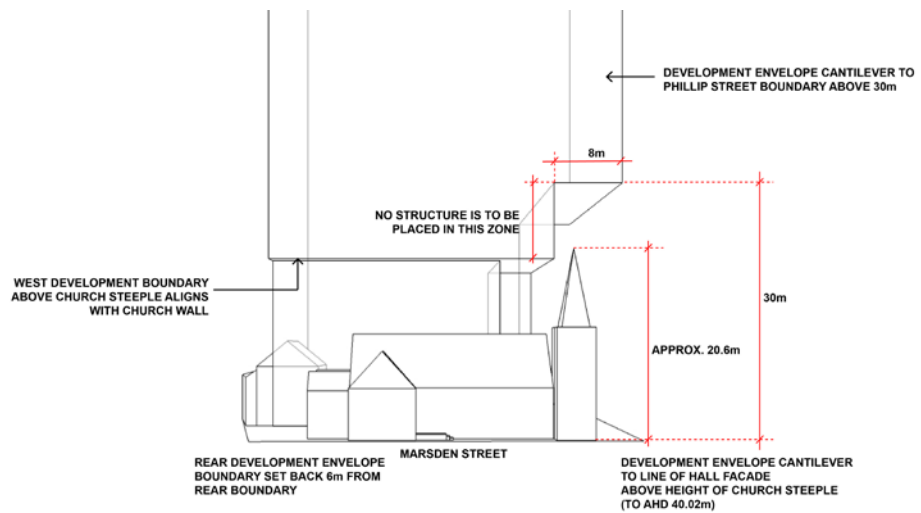 DEVELOPMENT ENVELOPE CANTILEVER TO
PHILLIP STREET BOUNDARY ABOVE 30m
8m
NO STRUCTURE IS TO BE
PLACED IN THIS ZONE
WEST DEVELOPMENT BOUNDARY
ABOVE CHURCH STEEPLE ALIGNS
WITH CHURCH WALL
30m
APPROX. 20.6m
MARSDEN STREET
REAR DEVELOPMENT ENVELOPE
BOUNDARY SET BACK 6m FROM
REAR BOUNDARY
DEVELOPMENT ENVELOPE CANTILEVER
TO LINE OF HALL FACADE
ABOVE HEIGHT OF CHURCH STEEPLE
(TO AHD 40.02m)